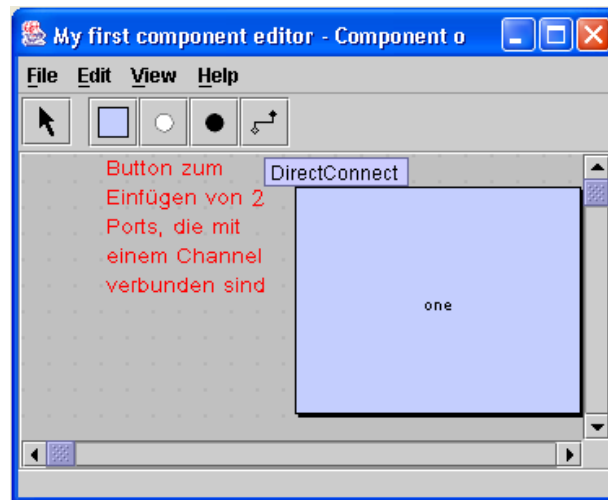 My first component editor - Component o
File Edit View Help
Button zum
Einfügen von 2
Ports, die mit
einem Channel
verbunden sind
DirectConnect
one